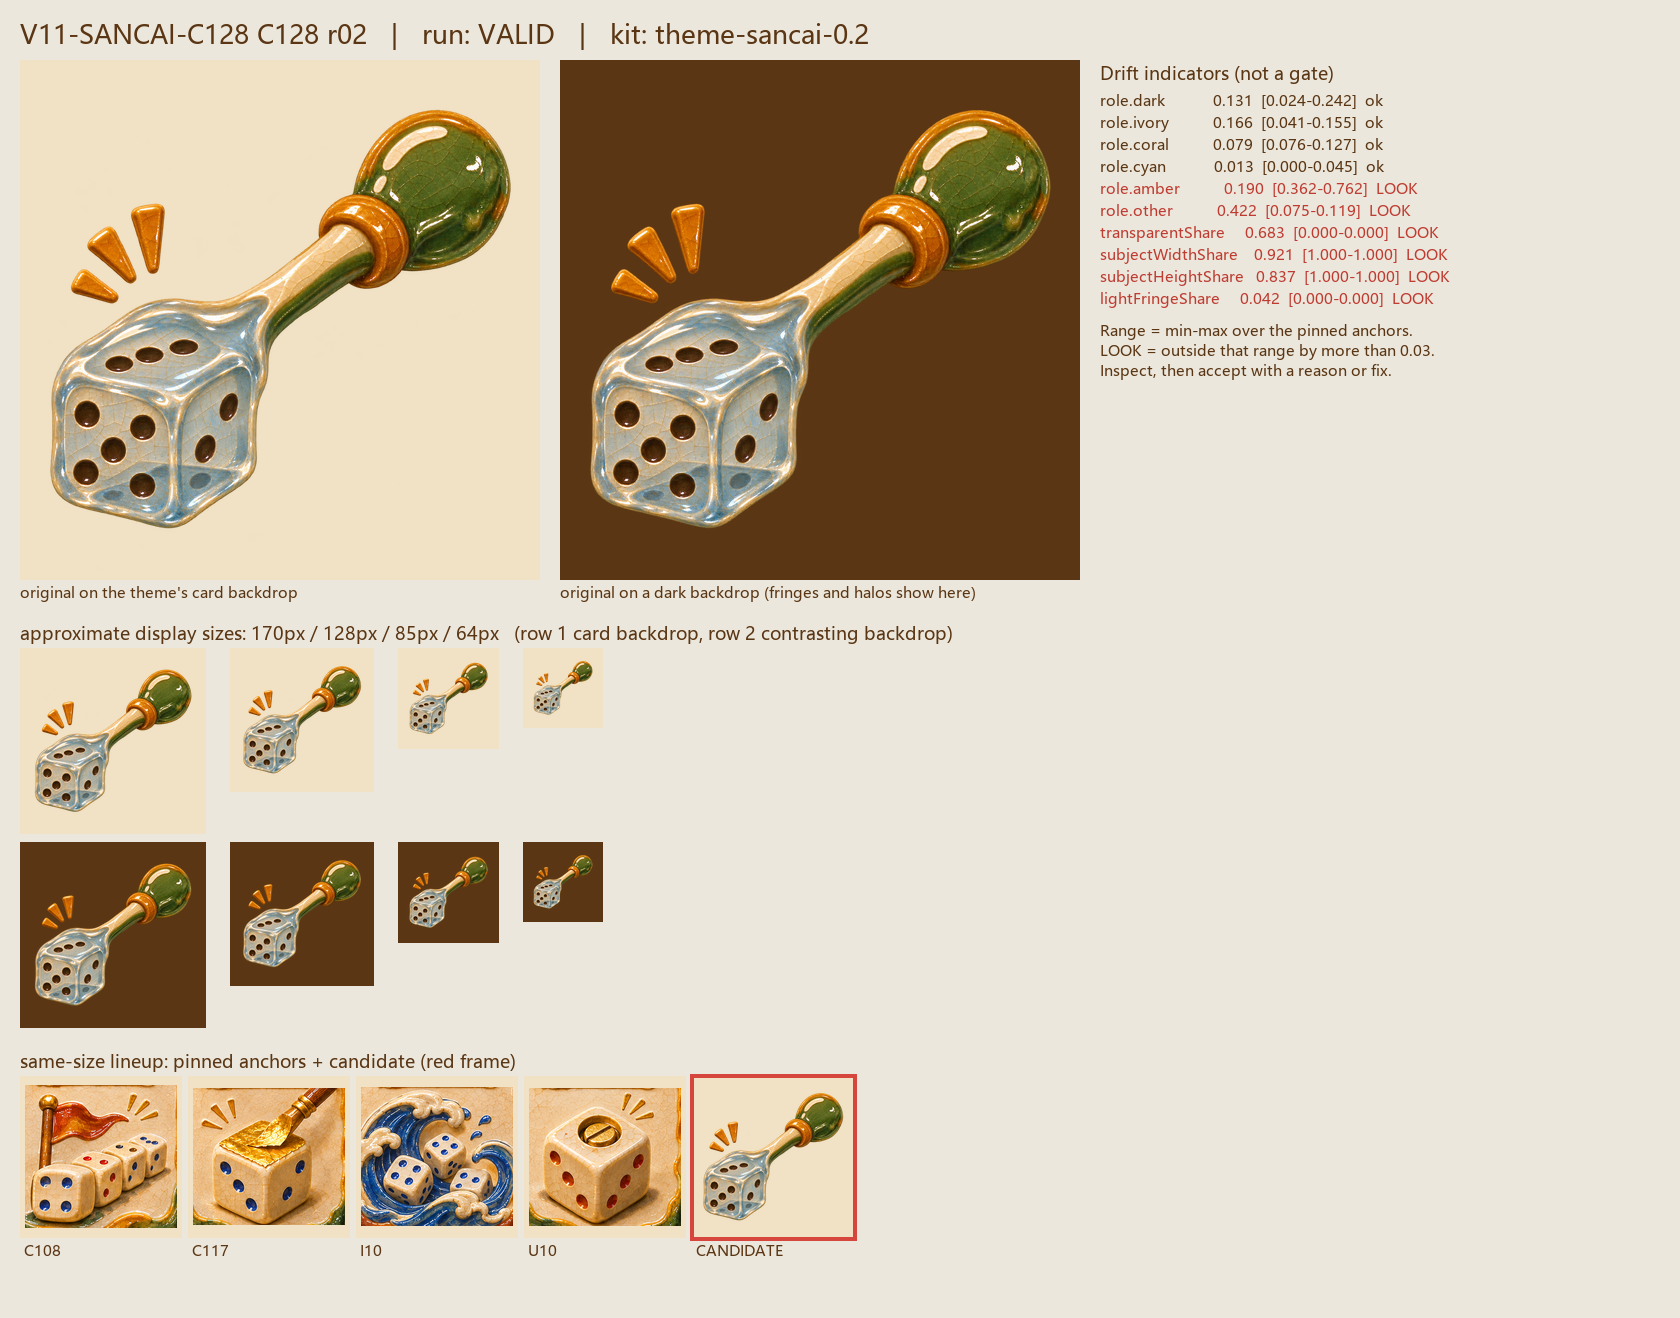 V11-SANCAI-C128 C128 r02 | run: VALID | kit: theme-sancai-0.2
Drift indicators (not a gate)
role.dark 0.131 [0.024-0.242] ok
role.ivory 0.166 [0.041-0.155] ok
role.coral 0.079 [0.076-0.127] ok
role.cyan 0.013 [0.000-0.045] ok
role.amber 0.190 [0.362-0.762] LOOK
role.other 0.422 [0.075-0.119] LOOK
transparentShare 0.683 [0.000-0.000] LOOK
subjectWidthShare 0.921 [1.000-1.000] LOOK
subjectHeightShare 0.837 [1.000-1.000] LOOK
lightFringeShare 0.042 [0.000-0.000] LOOK
Range = min-max over the pinned anchors.
LOOK = outside that range by more than 0.03.
Inspect, then accept with a reason or fix.
original on the theme's card backdrop
original on a dark backdrop (fringes and halos show here)
approximate display sizes: 170px / 128px / 85px / 64px (row 1 card backdrop, row 2 contrasting backdrop)
same-size lineup: pinned anchors + candidate (red frame)
C108
C117
I10
U10
CANDIDATE